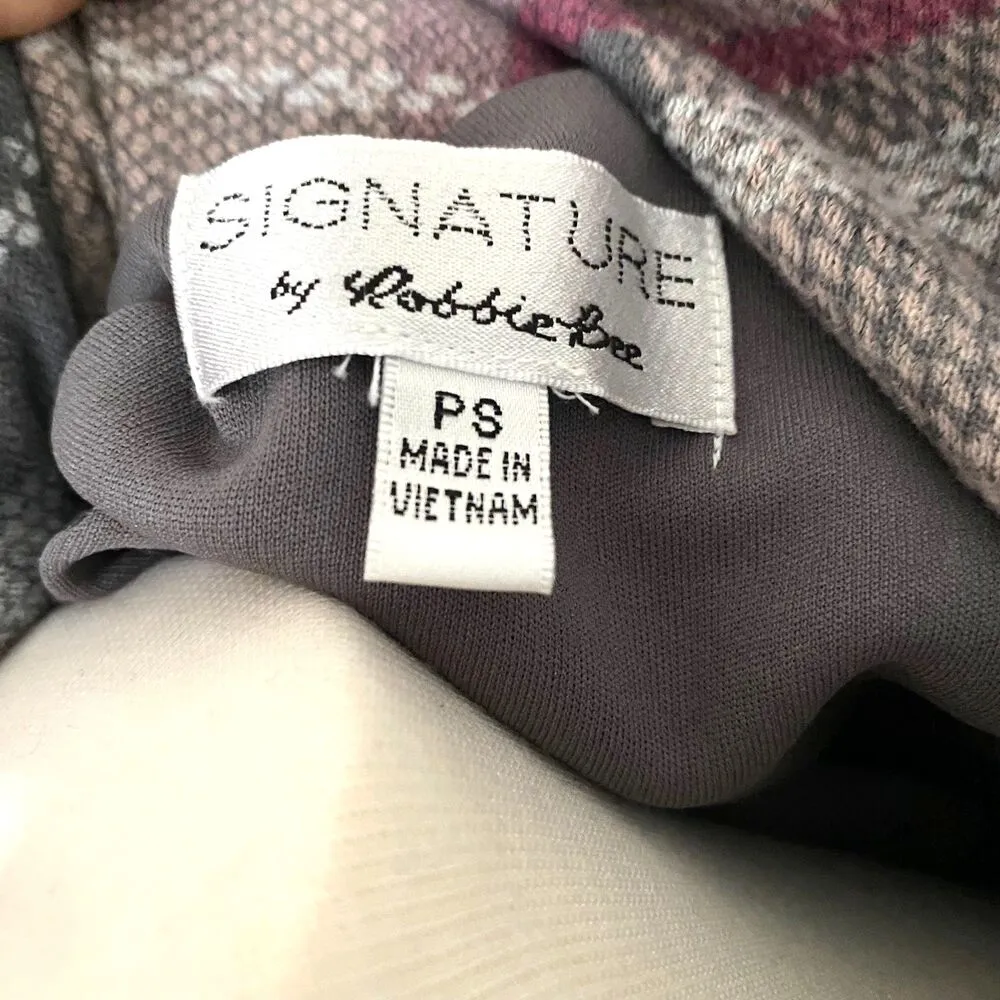 SIGNATURE
by Robbie Bee
PS
MADE IN
VIETNAM